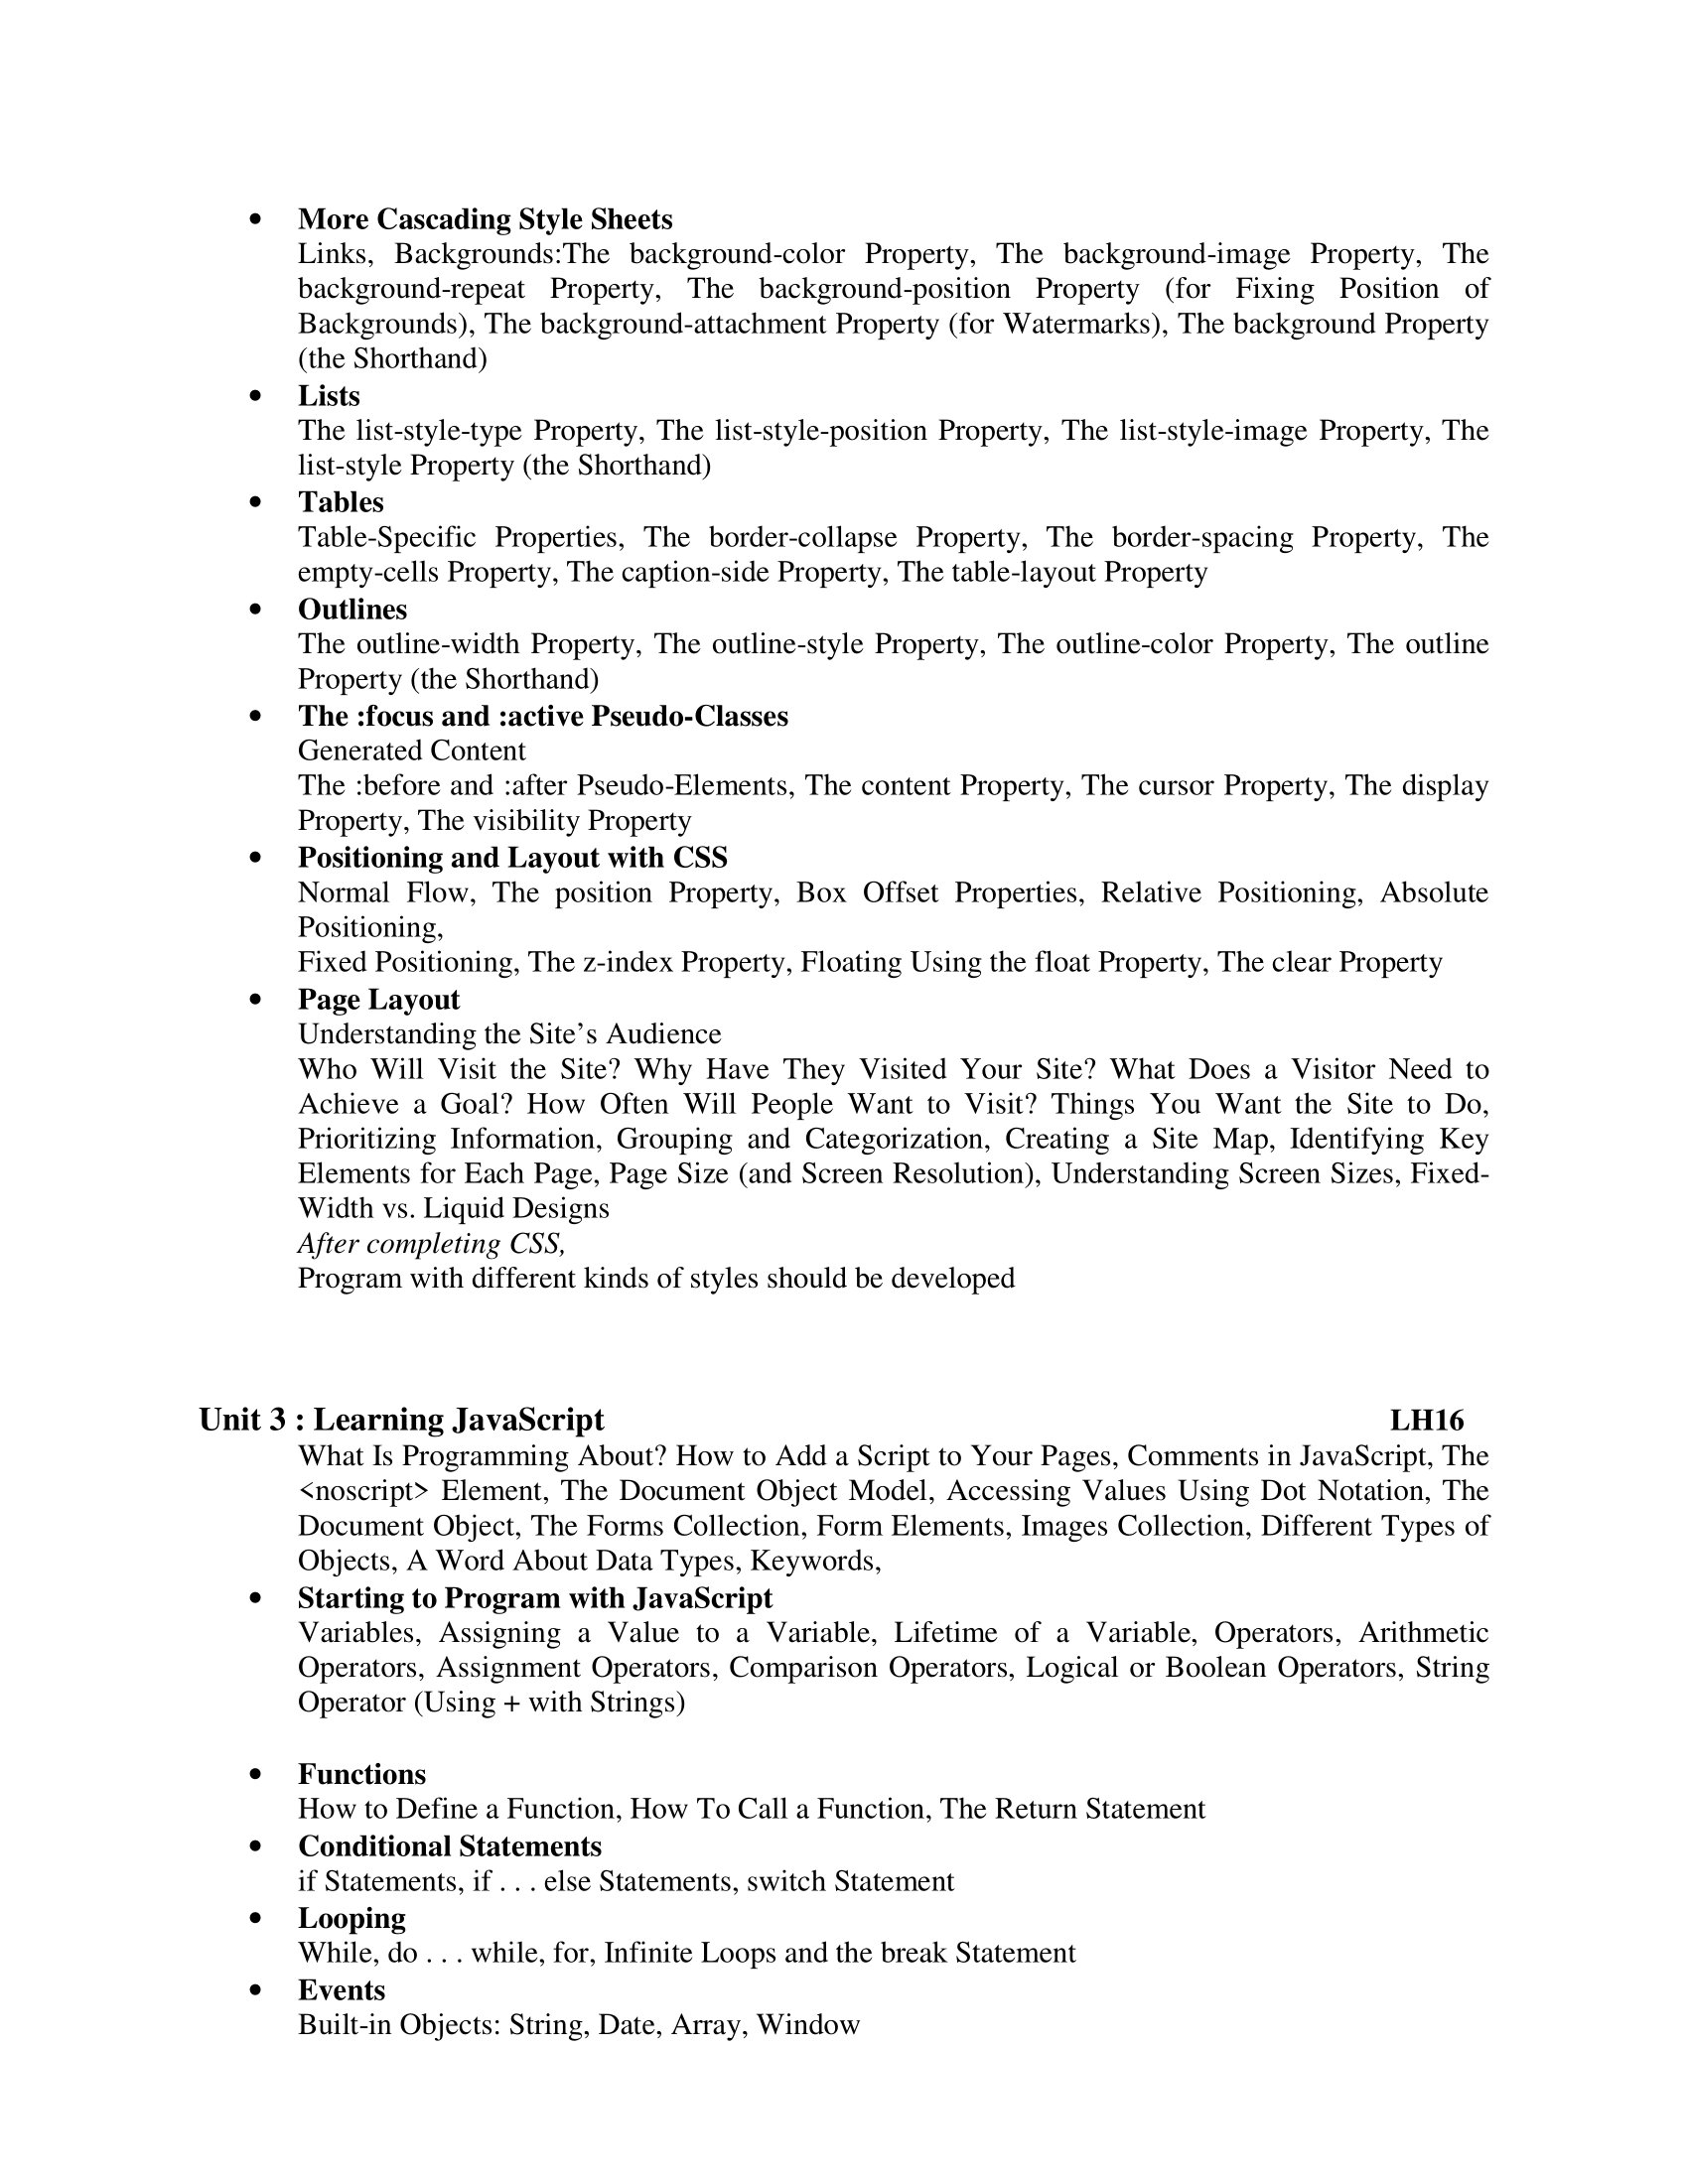 • More Cascading Style Sheets
Links, Backgrounds:The background-color Property, The background-image Property, The
background-repeat Property, The background-position Property (for Fixing Position of
Backgrounds), The background-attachment Property (for Watermarks), The background Property
(the Shorthand)
• Lists
The list-style-type Property, The list-style-position Property, The list-style-image Property, The
list-style Property (the Shorthand)
• Tables
Table-Specific Properties, The border-collapse Property, The border-spacing Property, The
empty-cells Property, The caption-side Property, The table-layout Property
• Outlines
The outline-width Property, The outline-style Property, The outline-color Property, The outline
Property (the Shorthand)
• The :focus and :active Pseudo-Classes
Generated Content
The :before and :after Pseudo-Elements, The content Property, The cursor Property, The display
Property, The visibility Property
• Positioning and Layout with CSS
Normal Flow, The position Property, Box Offset Properties, Relative Positioning, Absolute
Positioning,
Fixed Positioning, The z-index Property, Floating Using the float Property, The clear Property
• Page Layout
Understanding the Site’s Audience
Who Will Visit the Site? Why Have They Visited Your Site? What Does a Visitor Need to
Achieve a Goal? How Often Will People Want to Visit? Things You Want the Site to Do,
Prioritizing Information, Grouping and Categorization, Creating a Site Map, Identifying Key
Elements for Each Page, Page Size (and Screen Resolution), Understanding Screen Sizes, Fixed-
Width vs. Liquid Designs
After completing CSS,
Program with different kinds of styles should be developed
Unit 3 : Learning JavaScript LH16
What Is Programming About? How to Add a Script to Your Pages, Comments in JavaScript, The
<noscript> Element, The Document Object Model, Accessing Values Using Dot Notation, The
Document Object, The Forms Collection, Form Elements, Images Collection, Different Types of
Objects, A Word About Data Types, Keywords,
• Starting to Program with JavaScript
Variables, Assigning a Value to a Variable, Lifetime of a Variable, Operators, Arithmetic
Operators, Assignment Operators, Comparison Operators, Logical or Boolean Operators, String
Operator (Using + with Strings)
• Functions
How to Define a Function, How To Call a Function, The Return Statement
• Conditional Statements
if Statements, if . . . else Statements, switch Statement
• Looping
While, do . . . while, for, Infinite Loops and the break Statement
• Events
Built-in Objects: String, Date, Array, Window